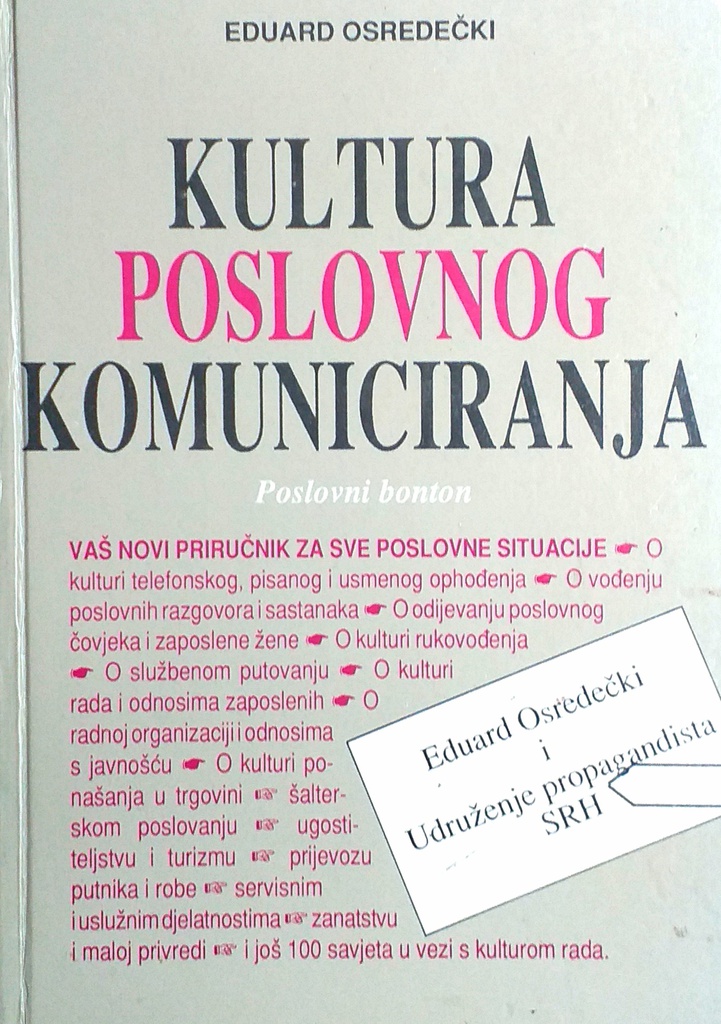 EDUARD OSREDEČKI
KULTURA
POSLOVNOG
KOMUNICIRANJA
Poslovni bonton
VAŠ NOVI PRIRUČNIK ZA SVE POSLOVNE SITUACIJE ☛ O
kulturi telefonskog, pisanog i usmenog ophođenja ☛ O vođenju
poslovnih razgovora i sastanaka ☛ O odijevanju poslovnog
čovjeka i zaposlene žene ☛ O kulturi rukovođenja
☛ O službenom putovanju ☛ O kulturi
rada i odnosima zaposlenih ☛ O
radnoj organizaciji i odnosima
s javnošću ☛ O kulturi po-
našanja u trgovini ☞ šalter-
skom poslovanju ☞ ugosti-
teljstvu i turizmu ☞ prijevozu
putnika i robe ☞ servisnim
i uslužnim djelatnostima ☞ zanatstvu
i maloj privredi ☞ i još 100 savjeta u vezi s kulturom rada.
Eduard Osredečki
i
Udruženje propagandista
SRH